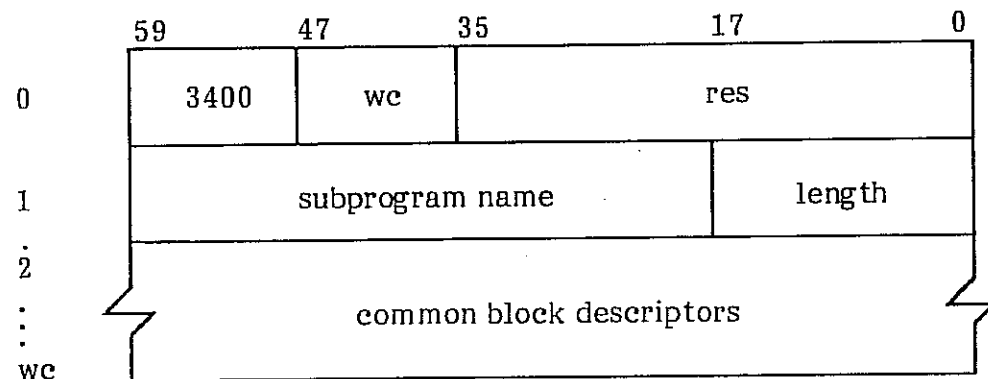 59 47 35 17 0
0 3400 wc res
1 subprogram name length
.
2
common block descriptors
:
wc